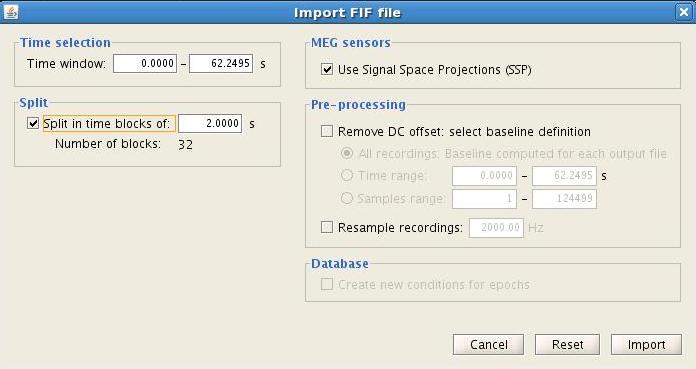 Import FIF file
Time selection
Time window: 0.0000 - 62.2495 s
Split
Split in time blocks of: 2.0000 s
Number of blocks: 32
MEG sensors
Use Signal Space Projections (SSP)
Pre-processing
Remove DC offset: select baseline definition
All recordings: Baseline computed for each output file
Time range: 0.0000 - 62.2495 s
Samples range: 1 - 124499
Resample recordings: 2000.00 Hz
Database
Create new conditions for epochs
Cancel Reset Import